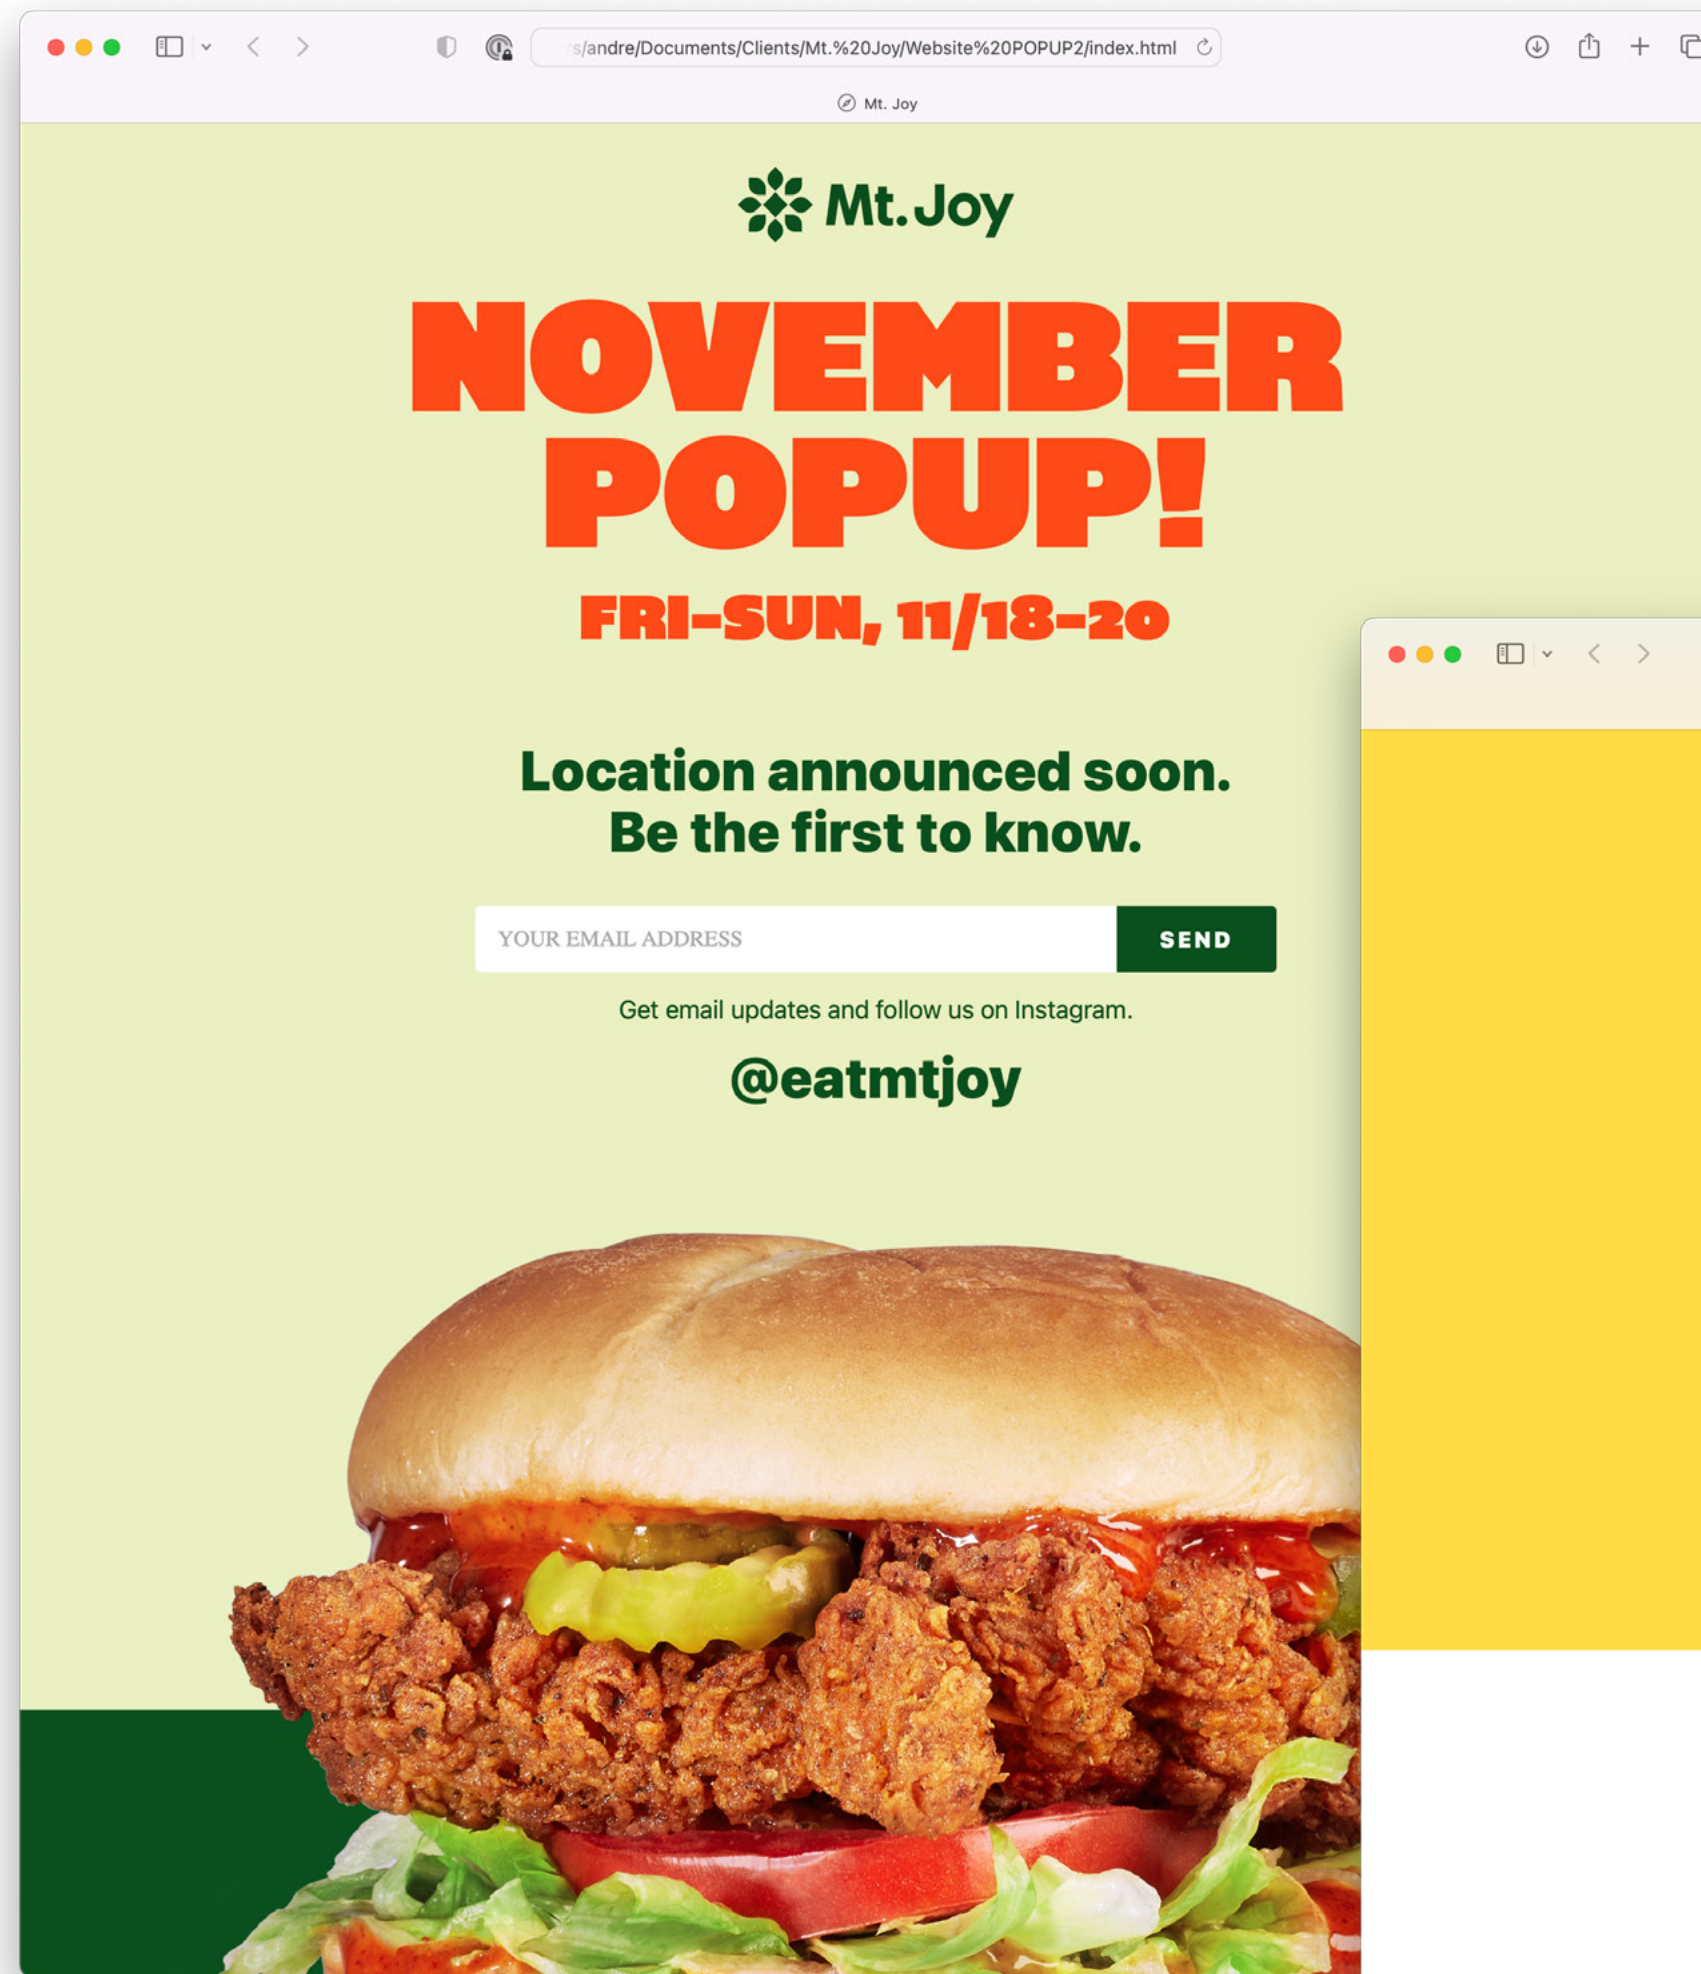 s/andre/Documents/Clients/Mt.%20Joy/Website%20POPUP2/index.html
Mt. Joy
Mt. Joy
NOVEMBER
POPUP!
FRI–SUN, 11/18–20
Location announced soon.
Be the first to know.
YOUR EMAIL ADDRESS
SEND
Get email updates and follow us on Instagram.
@eatmtjoy